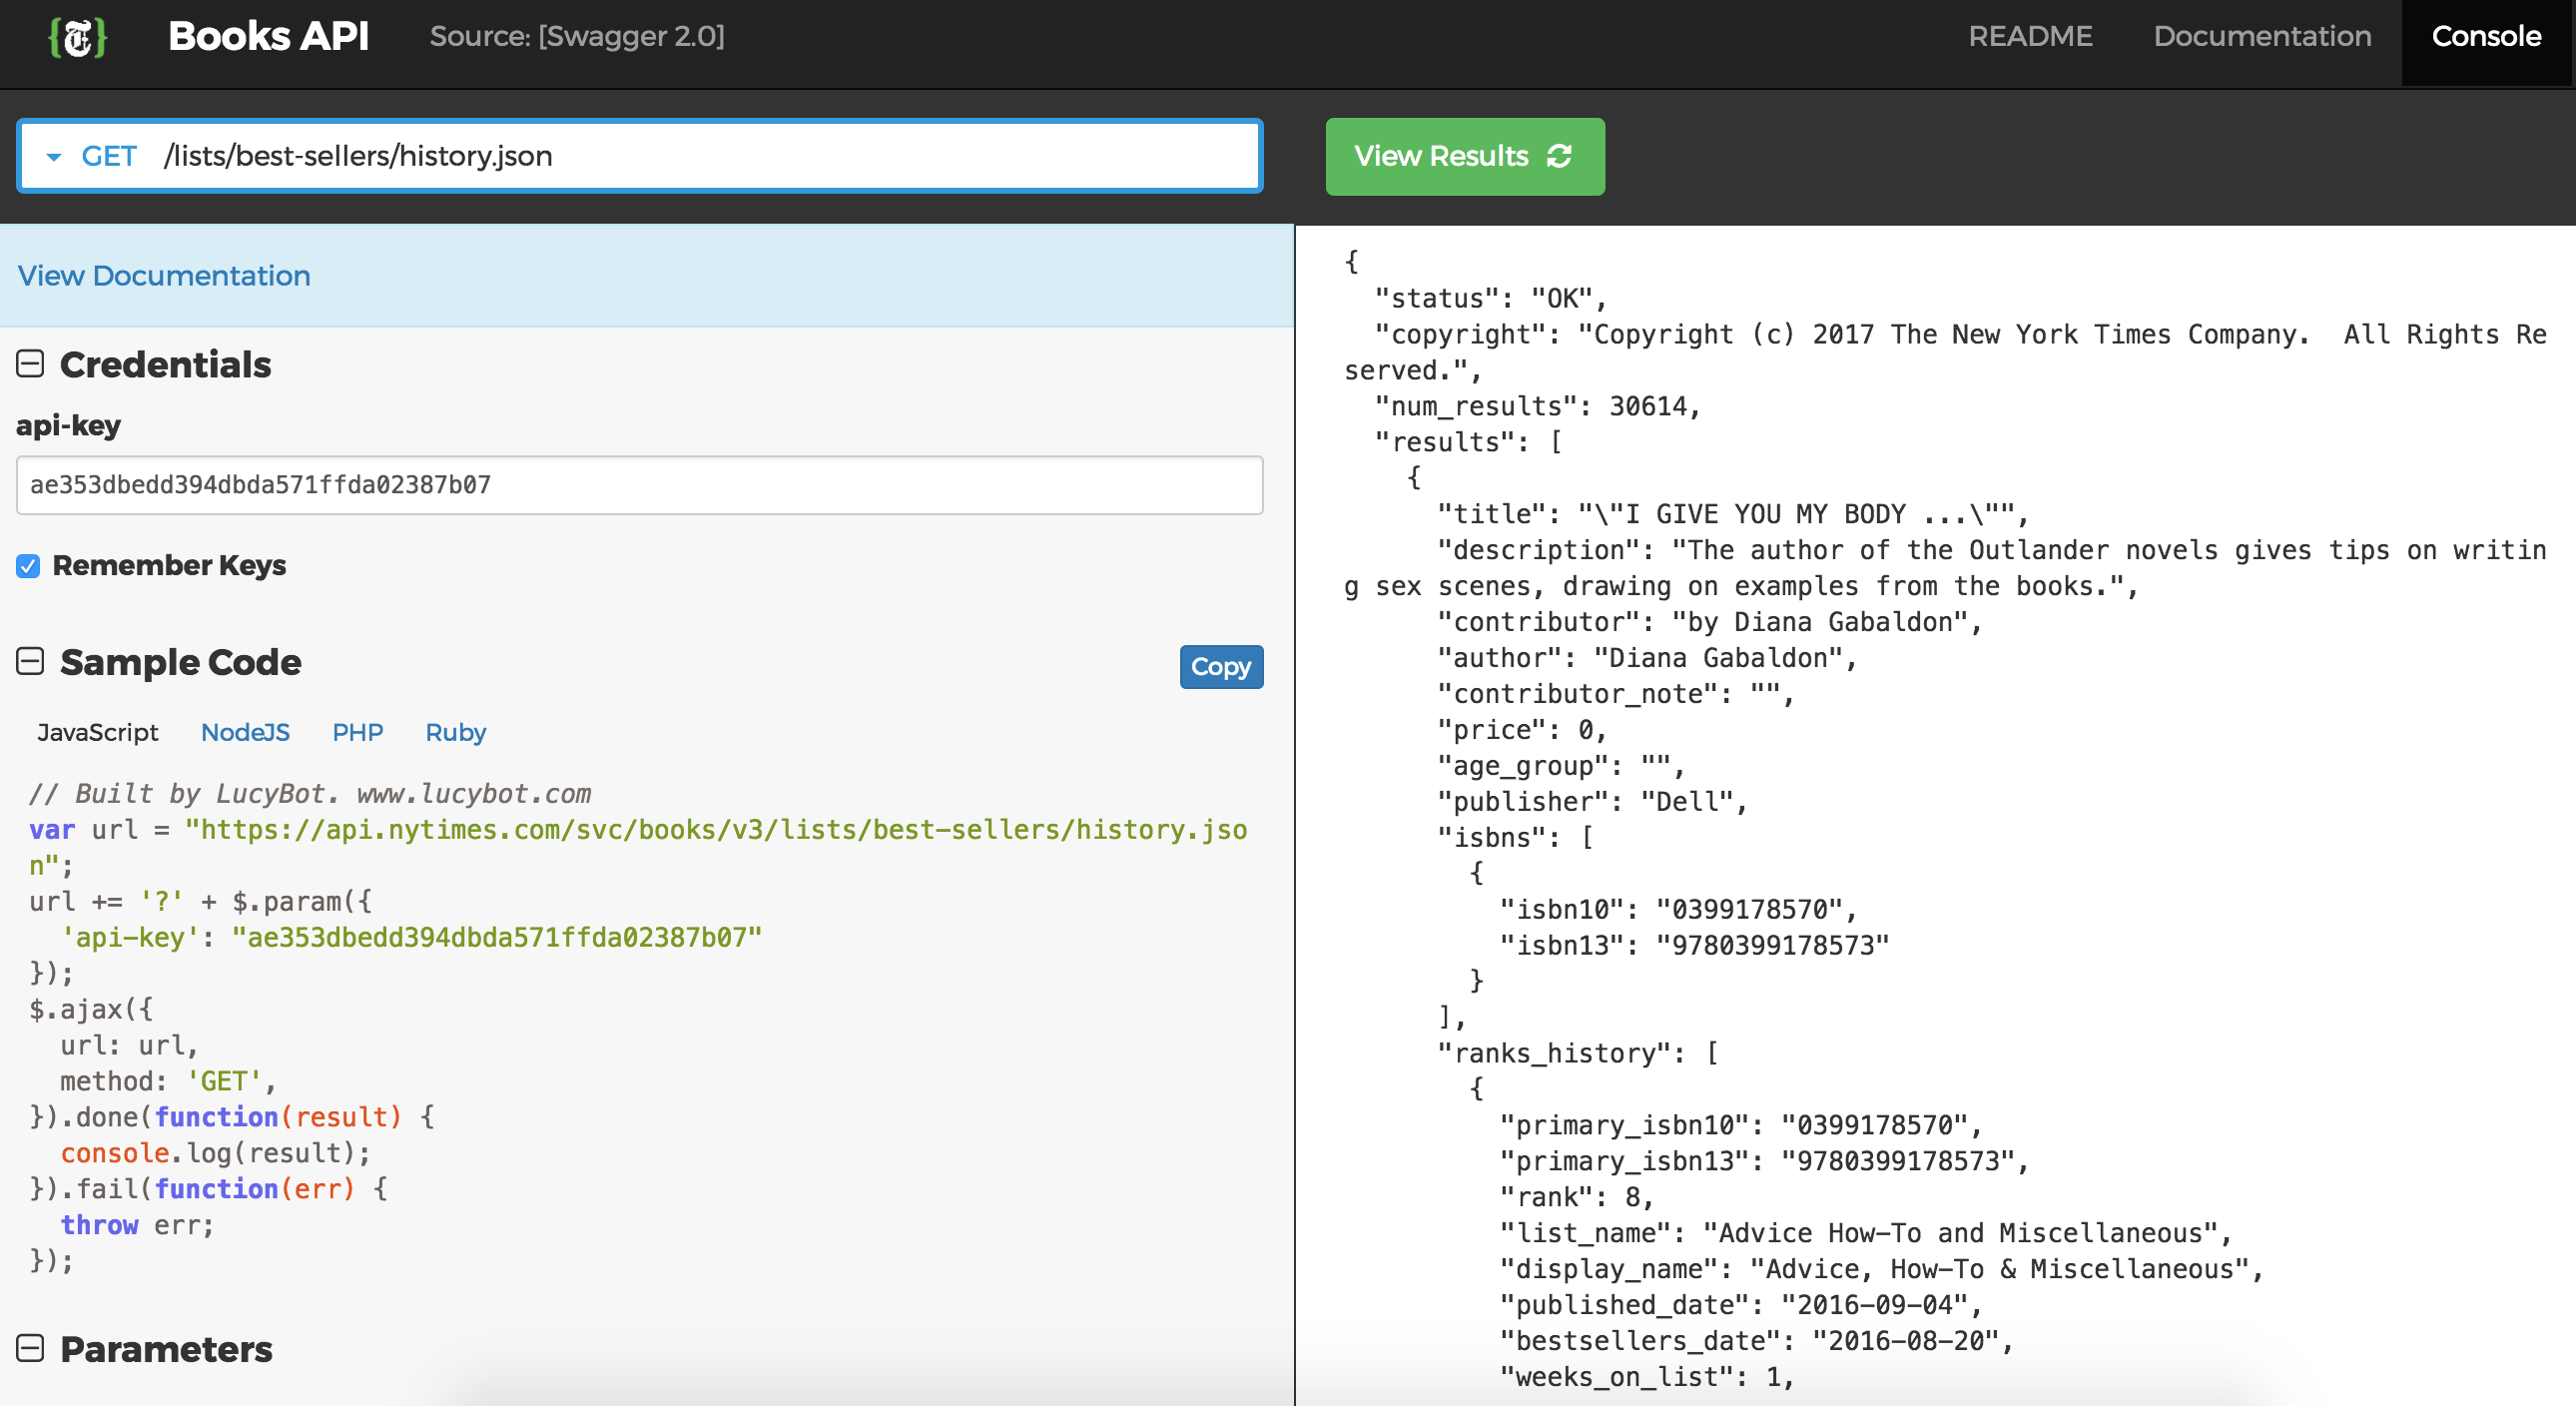 Books API
Source: [Swagger 2.0]
README
Documentation
Console
GET /lists/best-sellers/history.json
View Results
View Documentation
Credentials
api-key
ae353dbedd394dbda571ffda02387b07
Remember Keys
Sample Code
Copy
JavaScript NodeJS PHP Ruby
// Built by LucyBot. www.lucybot.com
var url = "https://api.nytimes.com/svc/books/v3/lists/best-sellers/history.jso
n";
url += '?' + $.param({
  'api-key': "ae353dbedd394dbda571ffda02387b07"
});
$.ajax({
  url: url,
  method: 'GET',
}).done(function(result) {
  console.log(result);
}).fail(function(err) {
  throw err;
});
Parameters
{
  "status": "OK",
  "copyright": "Copyright (c) 2017 The New York Times Company.  All Rights Re
served.",
  "num_results": 30614,
  "results": [
    {
      "title": "\"I GIVE YOU MY BODY ...\"",
      "description": "The author of the Outlander novels gives tips on writin
g sex scenes, drawing on examples from the books.",
      "contributor": "by Diana Gabaldon",
      "author": "Diana Gabaldon",
      "contributor_note": "",
      "price": 0,
      "age_group": "",
      "publisher": "Dell",
      "isbns": [
        {
          "isbn10": "0399178570",
          "isbn13": "9780399178573"
        }
      ],
      "ranks_history": [
        {
          "primary_isbn10": "0399178570",
          "primary_isbn13": "9780399178573",
          "rank": 8,
          "list_name": "Advice How-To and Miscellaneous",
          "display_name": "Advice, How-To & Miscellaneous",
          "published_date": "2016-09-04",
          "bestsellers_date": "2016-08-20",
          "weeks_on_list": 1,